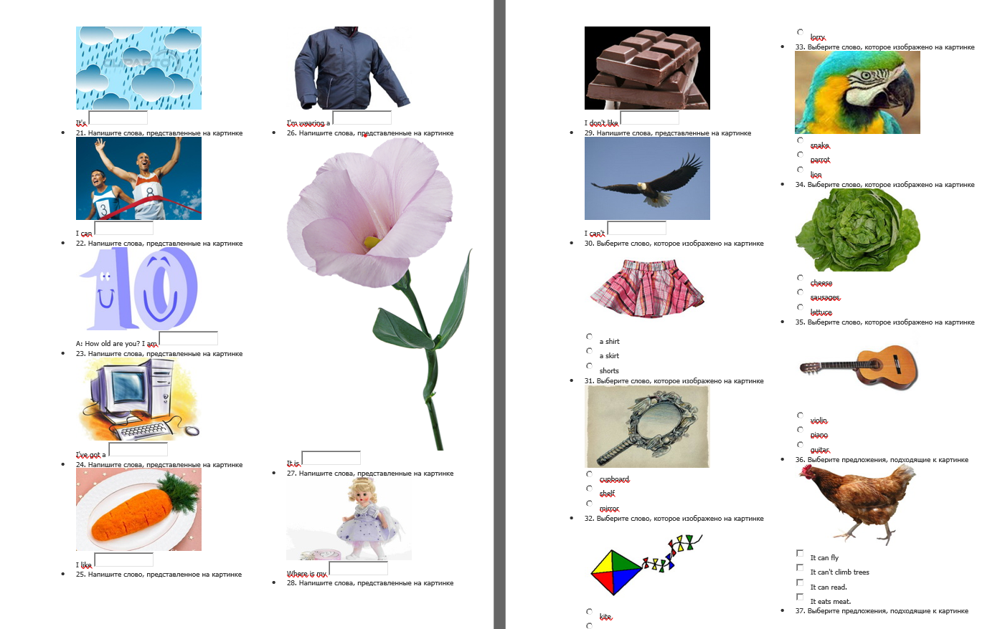 CLIPARTO
It's
21. Напишите слова, представленные на картинке
8
3
I can
22. Напишите слова, представленные на картинке
10
A: How old are you? I am
23. Напишите слова, представленные на картинке
I've got a
24. Напишите слова, представленные на картинке
I like
25. Напишите слово, представленное на картинке
I'm wearing a
26. Напишите слова, представленные на картинке
It is
27. Напишите слова, представленные на картинке
Where is my
28. Напишите слова, представленные на картинке
I don't like
29. Напишите слова, представленные на картинке
I can't
30. Выберите слово, которое изображено на картинке
a shirt
a skirt
shorts
31. Выберите слово, которое изображено на картинке
cupboard
shelf
mirror
32. Выберите слово, которое изображено на картинке
kite
lorry
33. Выберите слово, которое изображено на картинке
snake
parrot
lion
34. Выберите слово, которое изображено на картинке
cheese
sausages
lettuce
35. Выберите слово, которое изображено на картинке
violin
piano
guitar
36. Выберите предложения, подходящие к картинке
It can fly
It can't climb trees
It can read.
It eats meat.
37. Выберите предложения, подходящие к картинке